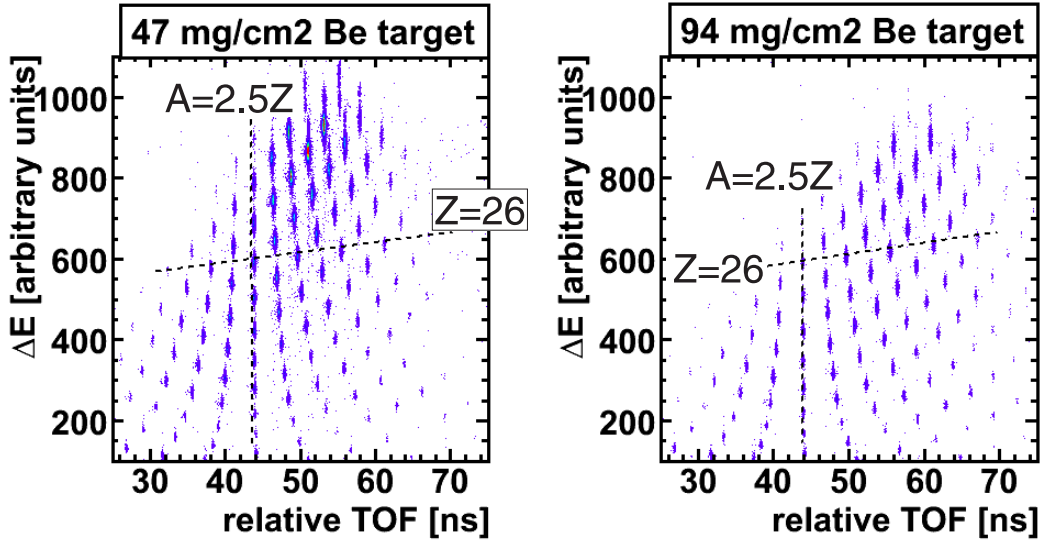 47 mg/cm2 Be target
ΔE [arbitrary units]
1000
800
600
400
200
A=2.5Z
Z=26
30 40 50 60 70
relative TOF [ns]
94 mg/cm2 Be target
ΔE [arbitrary units]
1000
800
600
400
200
A=2.5Z
Z=26
30 40 50 60 70
relative TOF [ns]